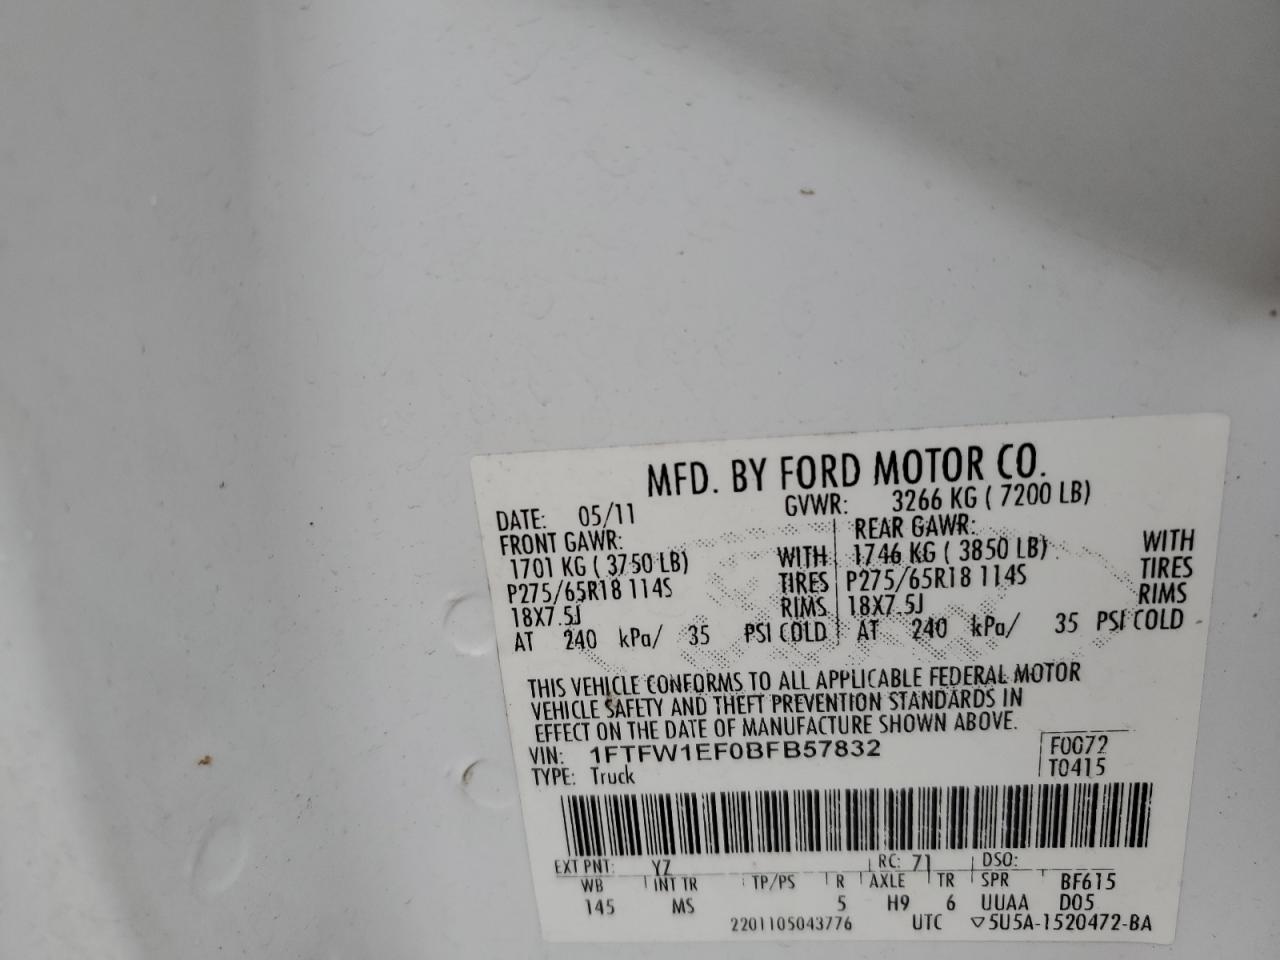 MFD. BY FORD MOTOR CO.
DATE: 05/11 GVWR: 3266 KG ( 7200 LB)
FRONT GAWR: REAR GAWR:
1701 KG ( 3750 LB) WITH 1746 KG ( 3850 LB) WITH
P275/65R18 114S TIRES P275/65R18 114S TIRES
18X7.5J RIMS 18X7.5J RIMS
AT 240 kPa/ 35 PSI COLD AT 240 kPa/ 35 PSI COLD
THIS VEHICLE CONFORMS TO ALL APPLICABLE FEDERAL MOTOR
VEHICLE SAFETY AND THEFT PREVENTION STANDARDS IN
EFFECT ON THE DATE OF MANUFACTURE SHOWN ABOVE.
VIN: 1FTFW1EF0BFB57832 F0072
TYPE: Truck T0415
EXT PNT: YZ RC: 71 DSO:
WB INT TR TP/PS R AXLE TR SPR BF615
145 MS 5 H9 6 UUAA D05
2201105043776 UTC ▽5U5A-1520472-BA